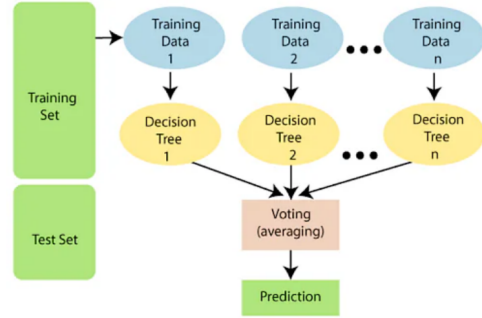 Training
Set
Test Set
Training
Data
1
Training
Data
2
Training
Data
n
Decision
Tree
1
Decision
Tree
2
Decision
Tree
n
Voting
(averaging)
Prediction